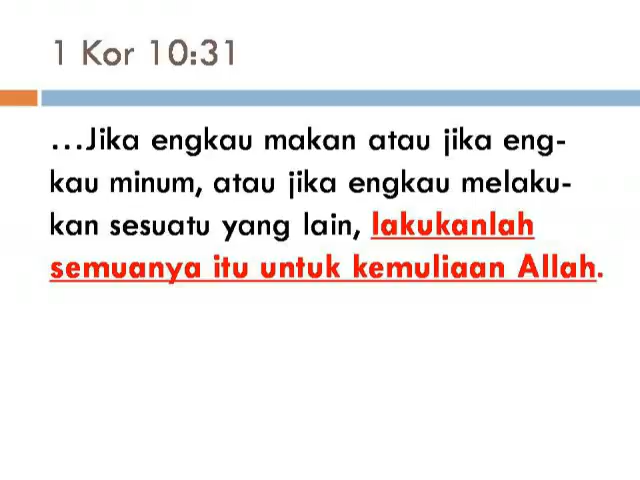 1 Kor 10:31
...Jika engkau makan atau jika eng-
kau minum, atau jika engkau melaku-
kan sesuatu yang lain, lakukanlah
semuanya itu untuk kemuliaan Allah.